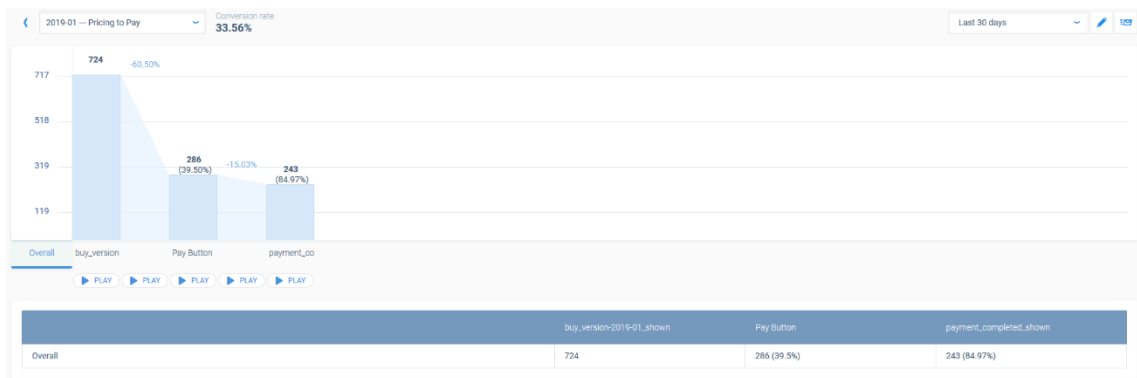 2019-01 — Pricing to Pay
Conversion rate
33.56%
Last 30 days
724
-60.50%
717
518
319
286
(39.50%)
-15.03%
243
(84.97%)
119
Overall
buy_version
Pay Button
payment_co
PLAY
PLAY
PLAY
PLAY
PLAY
buy_version-2019-01_shown
Pay Button
payment_completed_shown
Overall
724
286 (39.5%)
243 (84.97%)